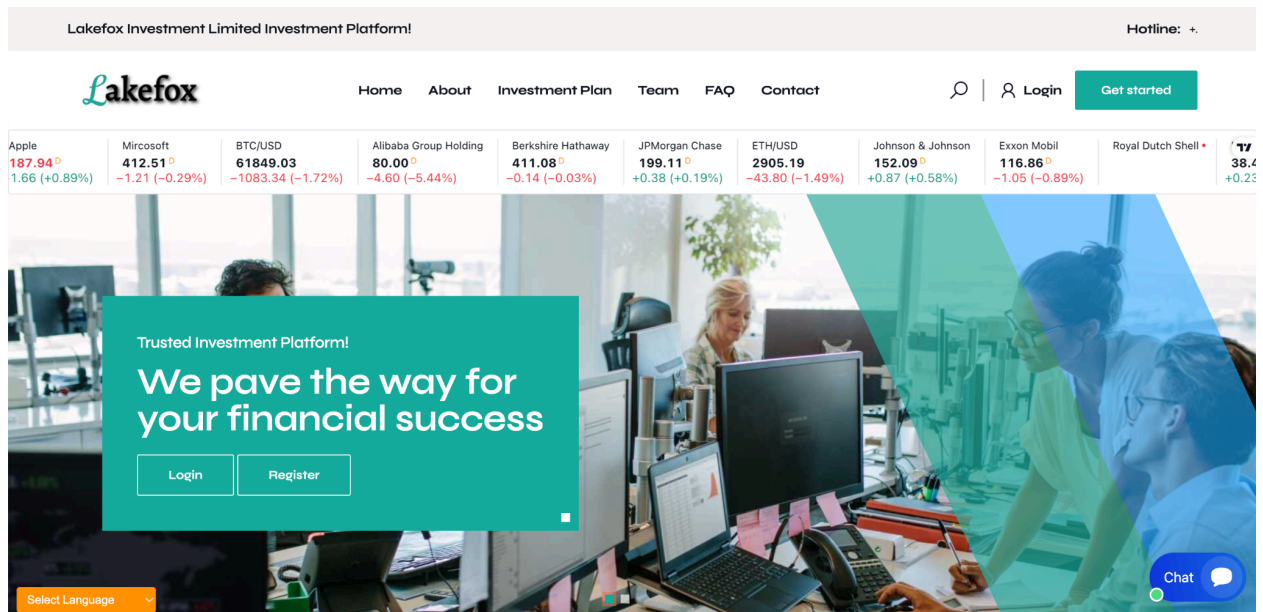 Lakefox Investment Limited Investment Platform!
Hotline: +.
Lakefox
Home About Investment Plan Team FAQ Contact
Login
Get started
Apple
187.94 D
1.66 (+0.89%)
Mircosoft
412.51 D
−1.21 (−0.29%)
BTC/USD
61849.03
−1083.34 (−1.72%)
Alibaba Group Holding
80.00 D
−4.60 (−5.44%)
Berkshire Hathaway
411.08 D
−0.14 (−0.03%)
JPMorgan Chase
199.11 D
+0.38 (+0.19%)
ETH/USD
2905.19
−43.80 (−1.49%)
Johnson & Johnson
152.09 D
+0.87 (+0.58%)
Exxon Mobil
116.86 D
−1.05 (−0.89%)
Royal Dutch Shell
38.4
+0.23
Trusted Investment Platform!
We pave the way for
your financial success
Login
Register
Select Language
Chat